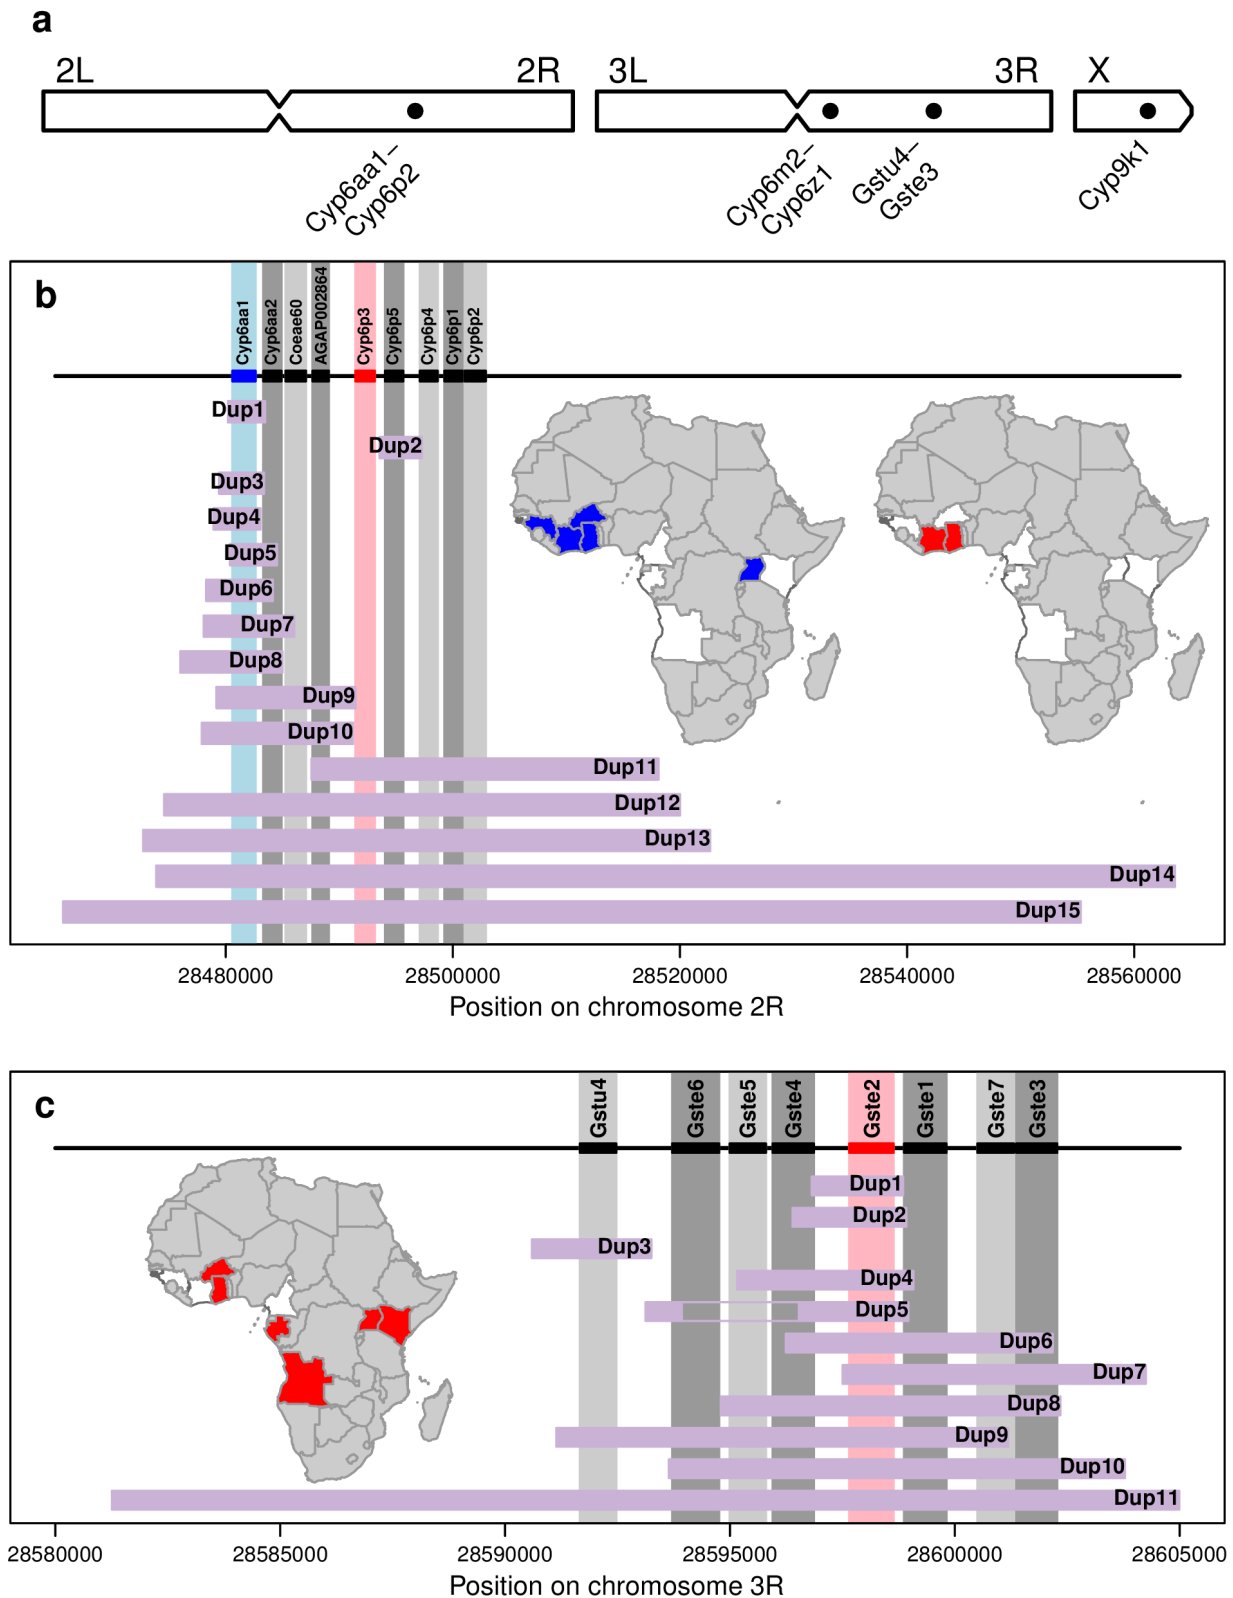 a
2L
2R
3L
3R
X
Cyp6aa1–
Cyp6p2
Cyp6m2–
Cyp6z1
Gstu4–
Gste3
Cyp9k1
b
Cyp6aa1
Cyp6aa2
Coeae60
AGAP002864
Cyp6p3
Cyp6p5
Cyp6p4
Cyp6p1
Cyp6p2
Dup1
Dup2
Dup3
Dup4
Dup5
Dup6
Dup7
Dup8
Dup9
Dup10
Dup11
Dup12
Dup13
Dup14
Dup15
28480000
28500000
28520000
28540000
28560000
Position on chromosome 2R
c
Gstu4
Gste6
Gste5
Gste4
Gste2
Gste1
Gste7
Gste3
Dup1
Dup2
Dup3
Dup4
Dup5
Dup6
Dup7
Dup8
Dup9
Dup10
Dup11
28580000
28585000
28590000
28595000
28600000
28605000
Position on chromosome 3R